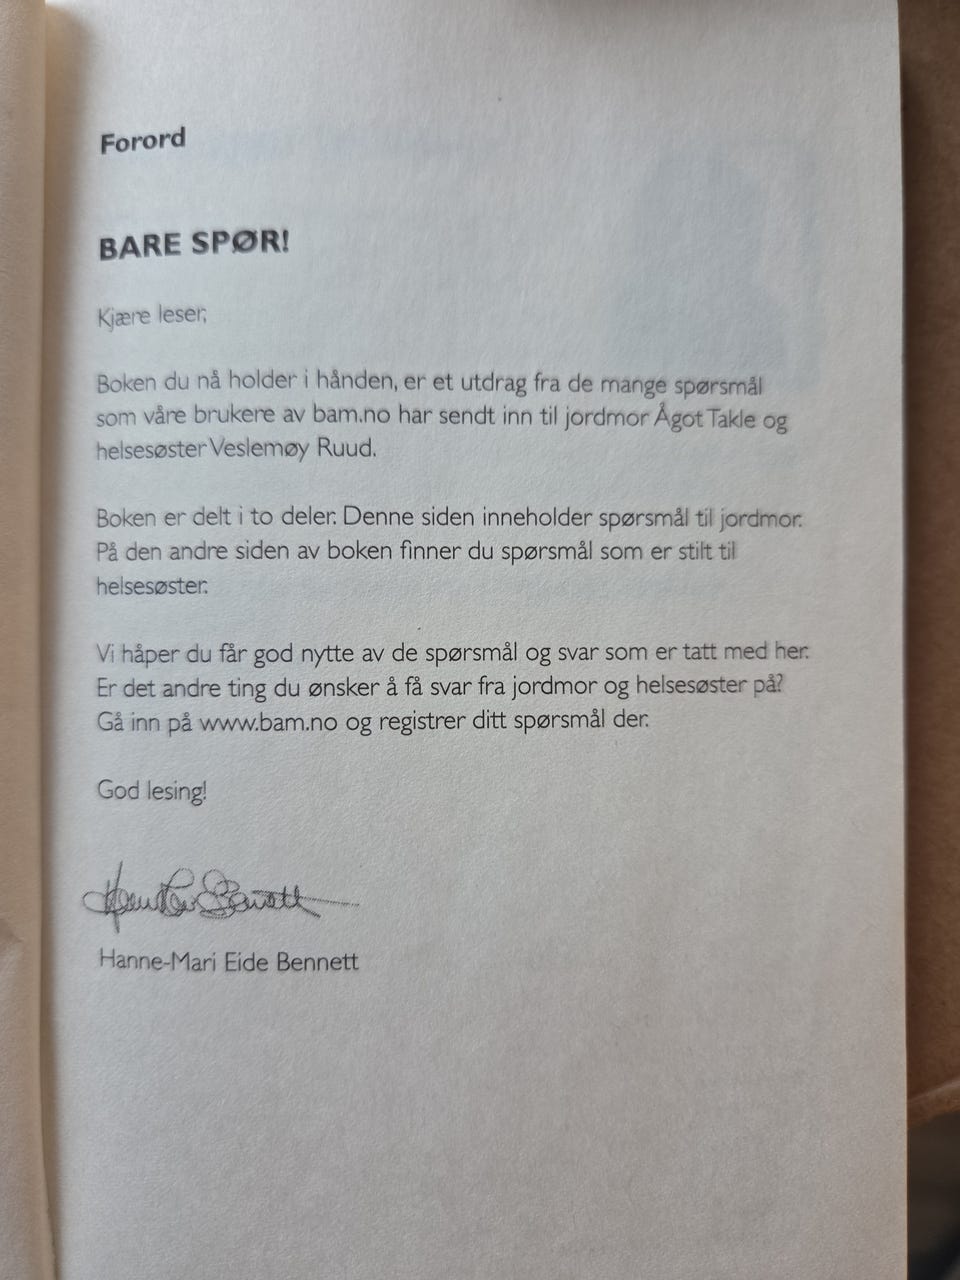 Forord
BARE SPØR!
Kjære leser,
Boken du nå holder i hånden, er et utdrag fra de mange spørsmål
som våre brukere av bam.no har sendt inn til jordmor Ågot Takle og
helsesøster Veslemøy Ruud.
Boken er delt i to deler. Denne siden inneholder spørsmål til jordmor.
På den andre siden av boken finner du spørsmål som er stilt til
helsesøster.
Vi håper du får god nytte av de spørsmål og svar som er tatt med her.
Er det andre ting du ønsker å få svar fra jordmor og helsesøster på?
Gå inn på www.bam.no og registrer ditt spørsmål der.
God lesing!
Hanne-Mari Eide Bennett